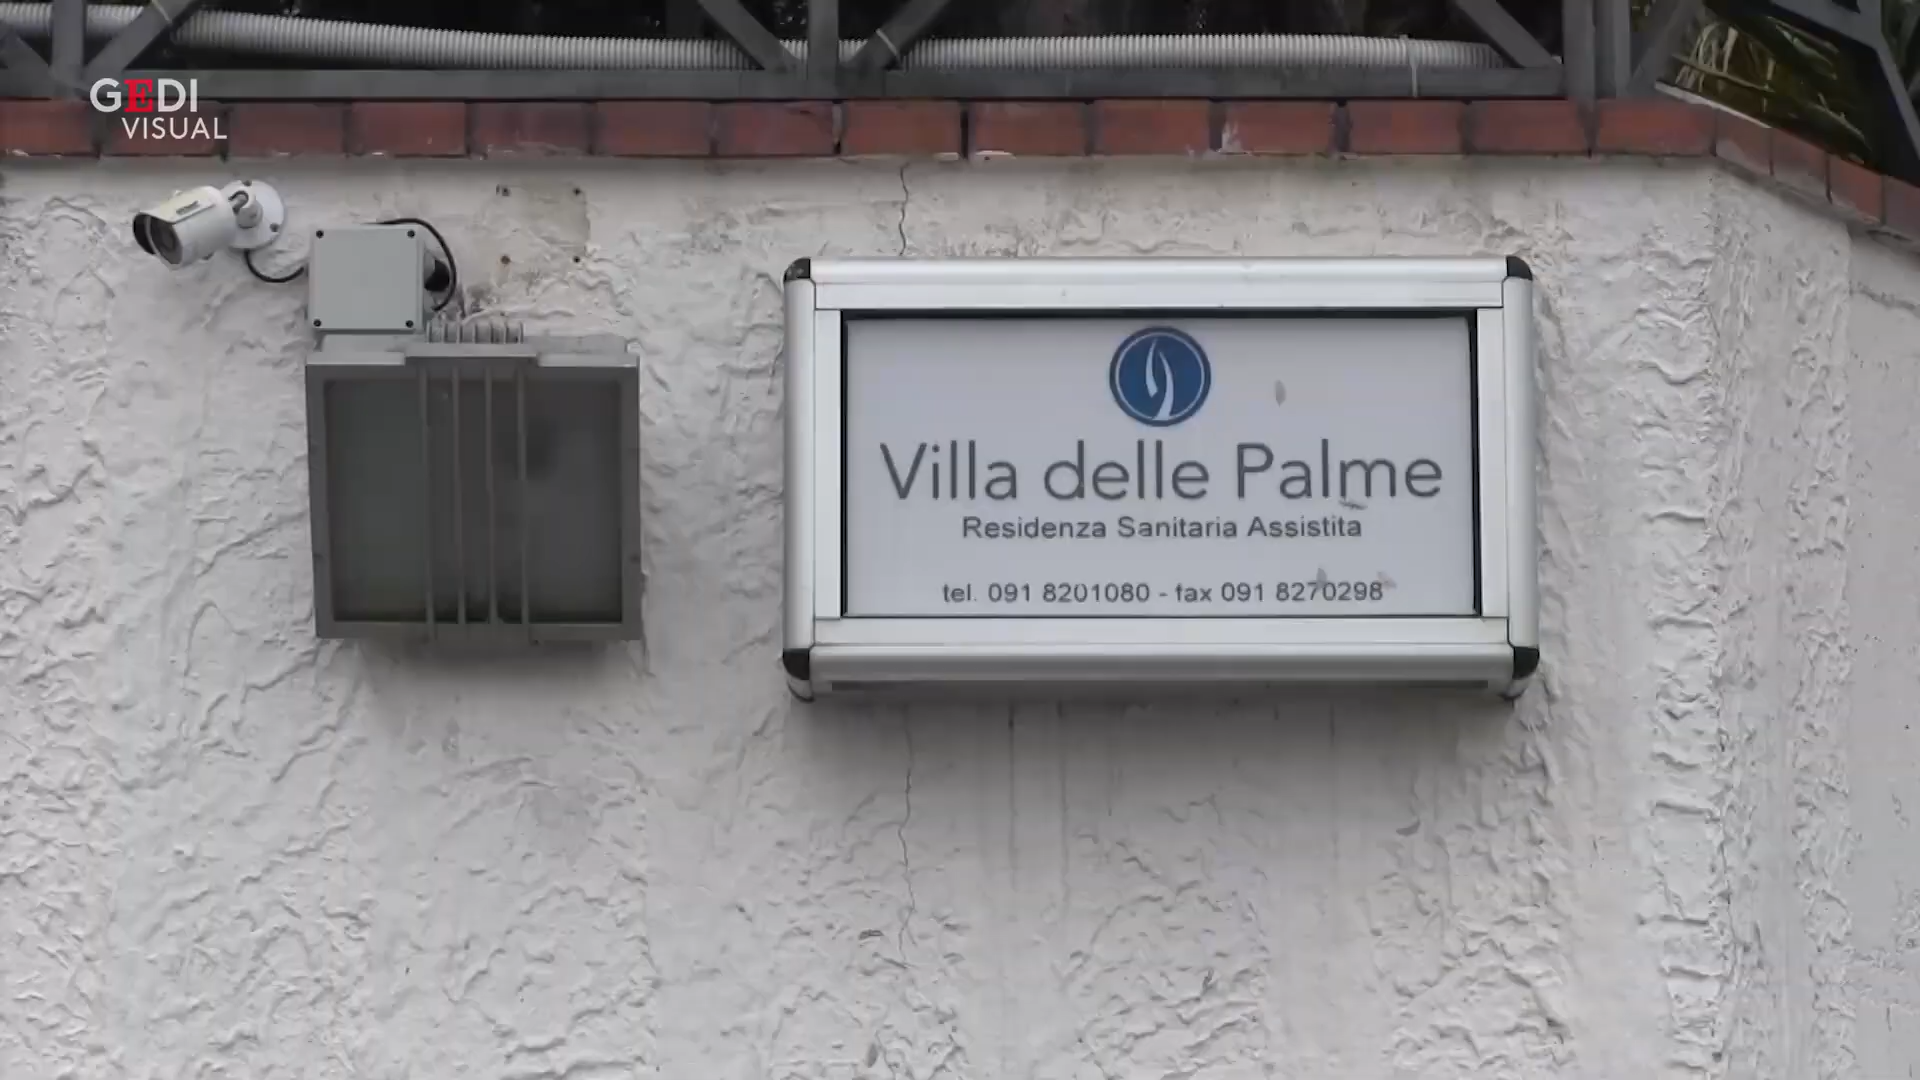 GEDI
VISUAL
Villa delle Palme
Residenza Sanitaria Assistita
tel. 091 8201080 - fax 091 8270298